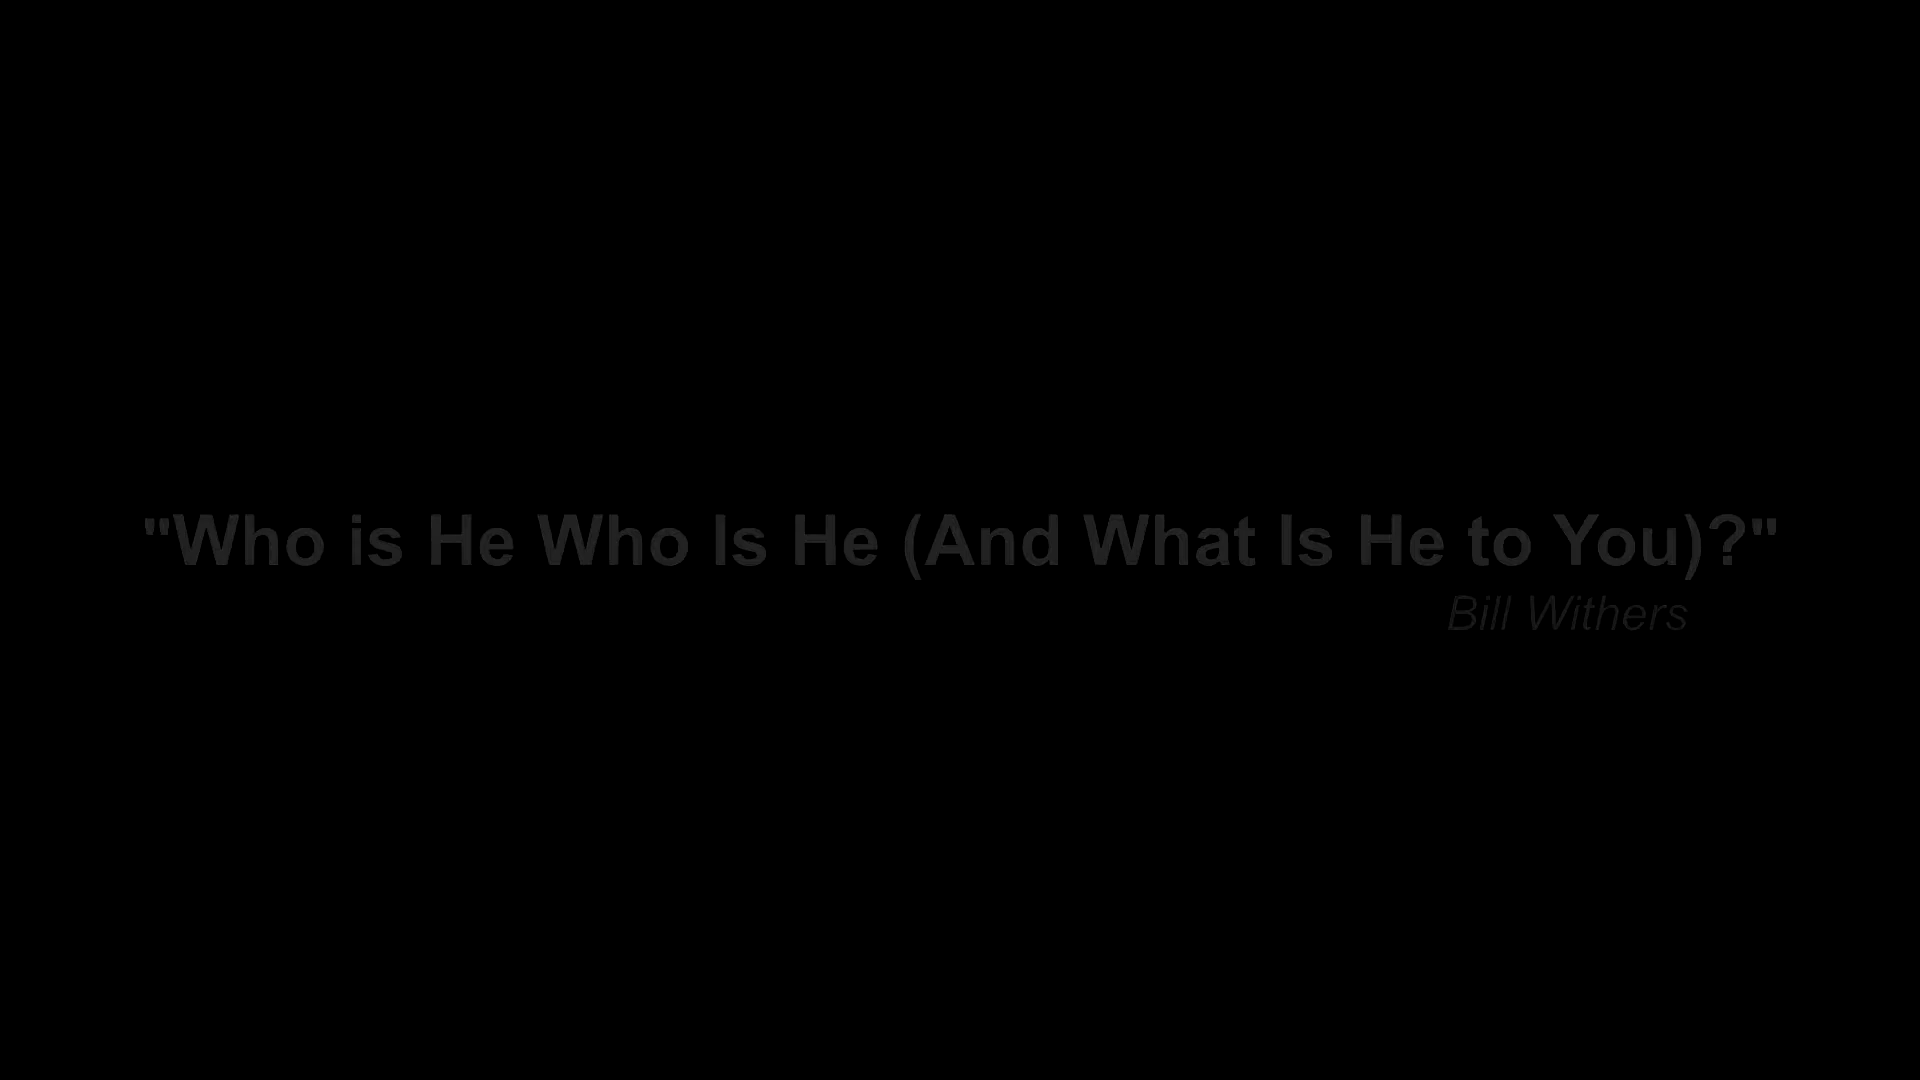 "Who is He Who Is He (And What Is He to You)?"
Bill Withers